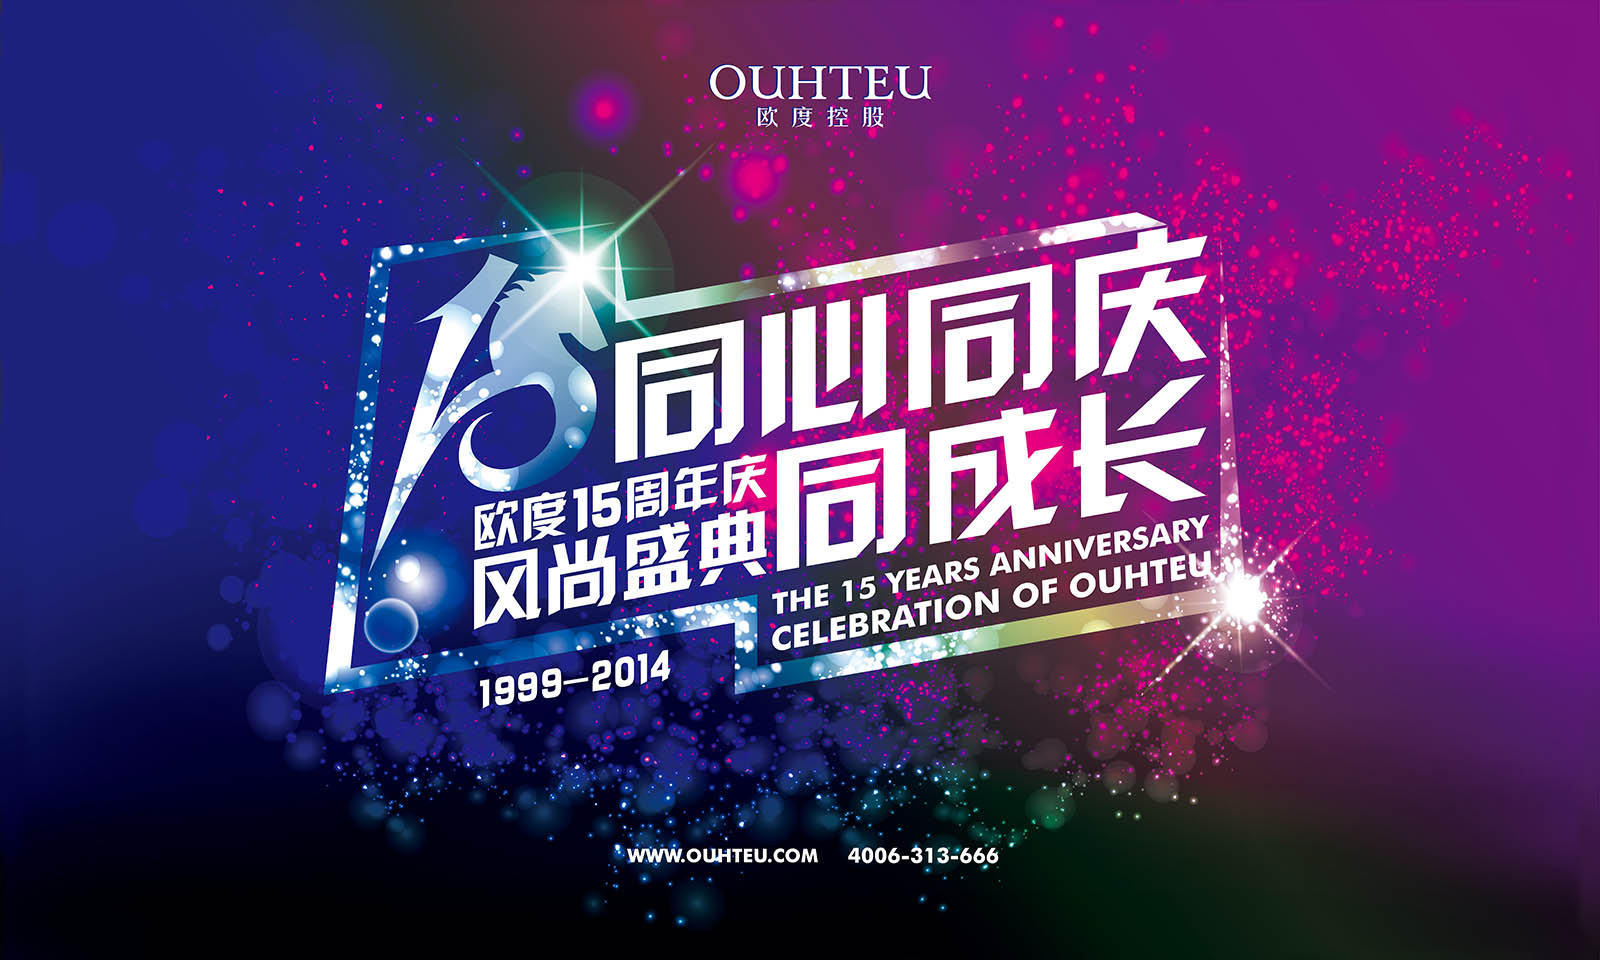 OUHTEU
欧度控股
15
同心同庆
同成长
欧度15周年庆
风尚盛典
THE 15 YEARS ANNIVERSARY
CELEBRATION OF OUHTEU
1999–2014
WWW.OUHTEU.COM 4006-313-666